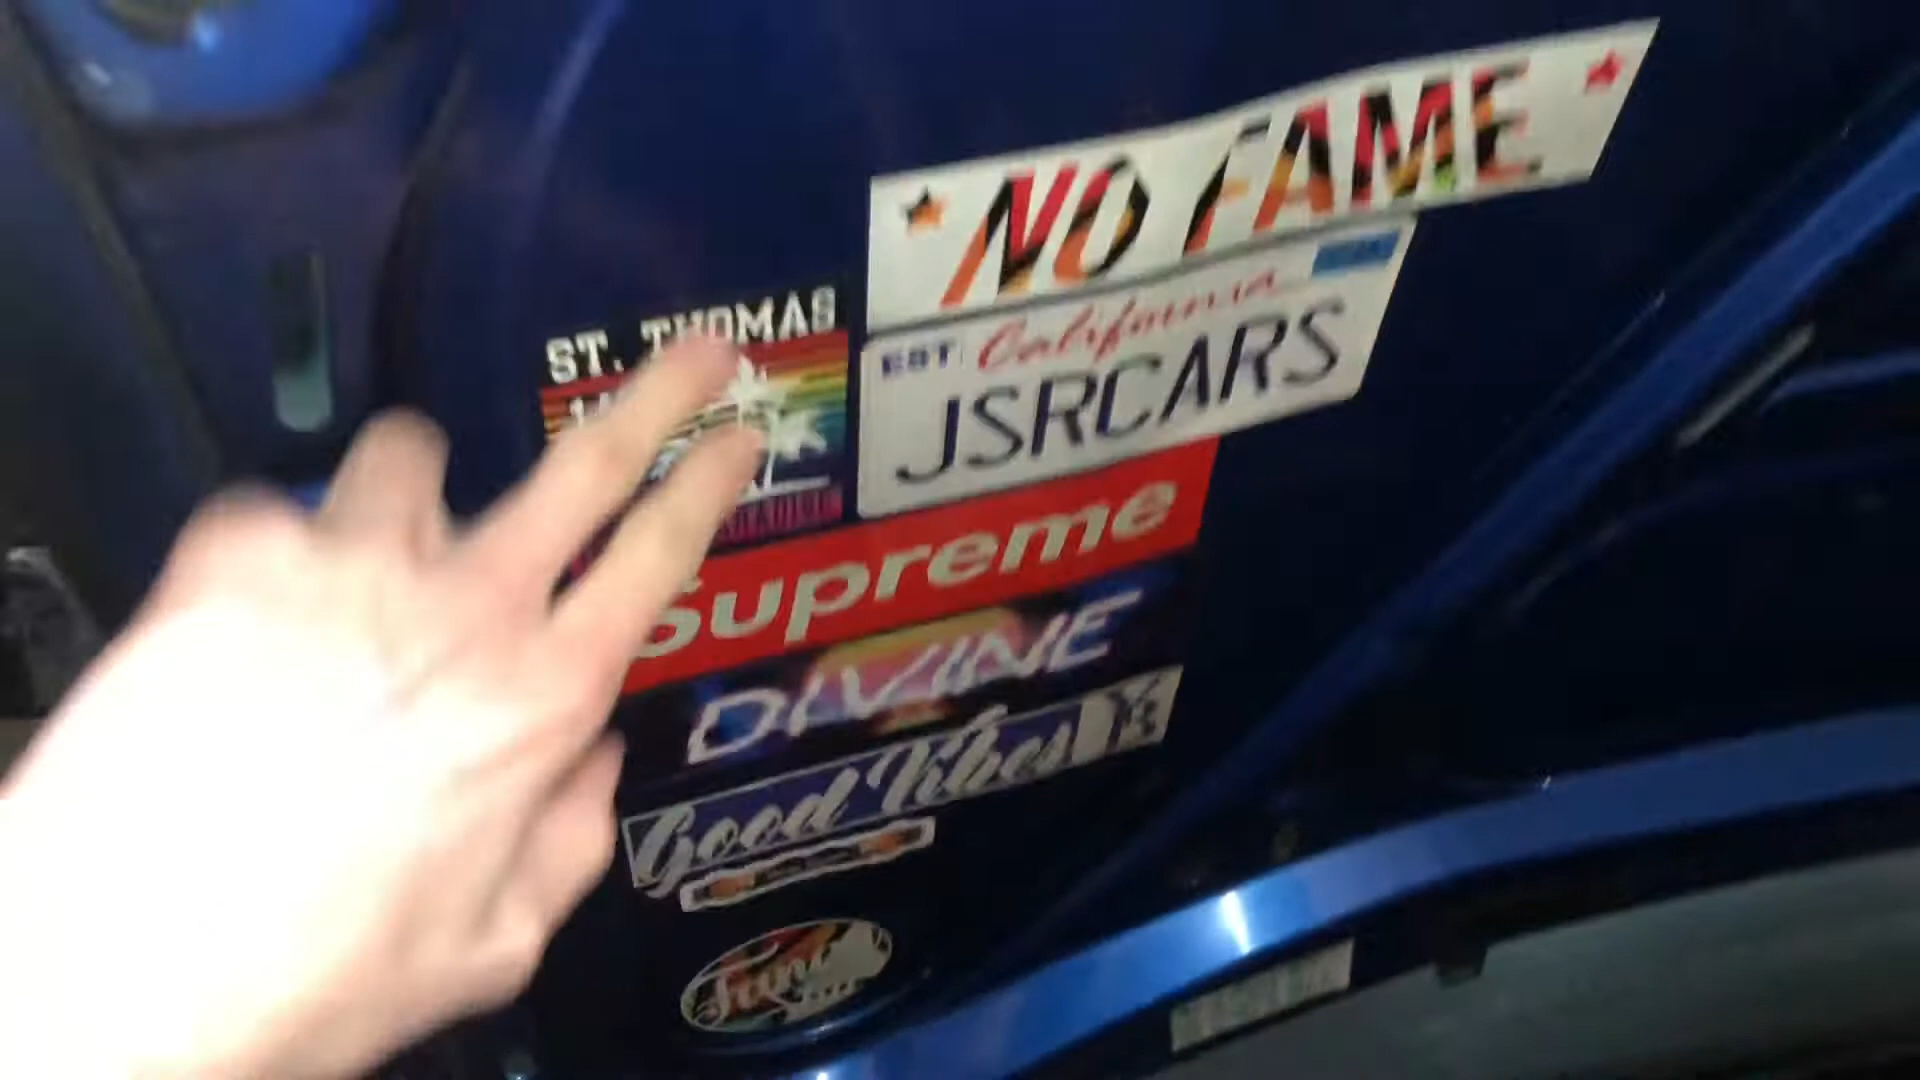 NO FAME
EST. California
JSRCARS
ST. THOMAS
Supreme
DIVINE
Good Vibes